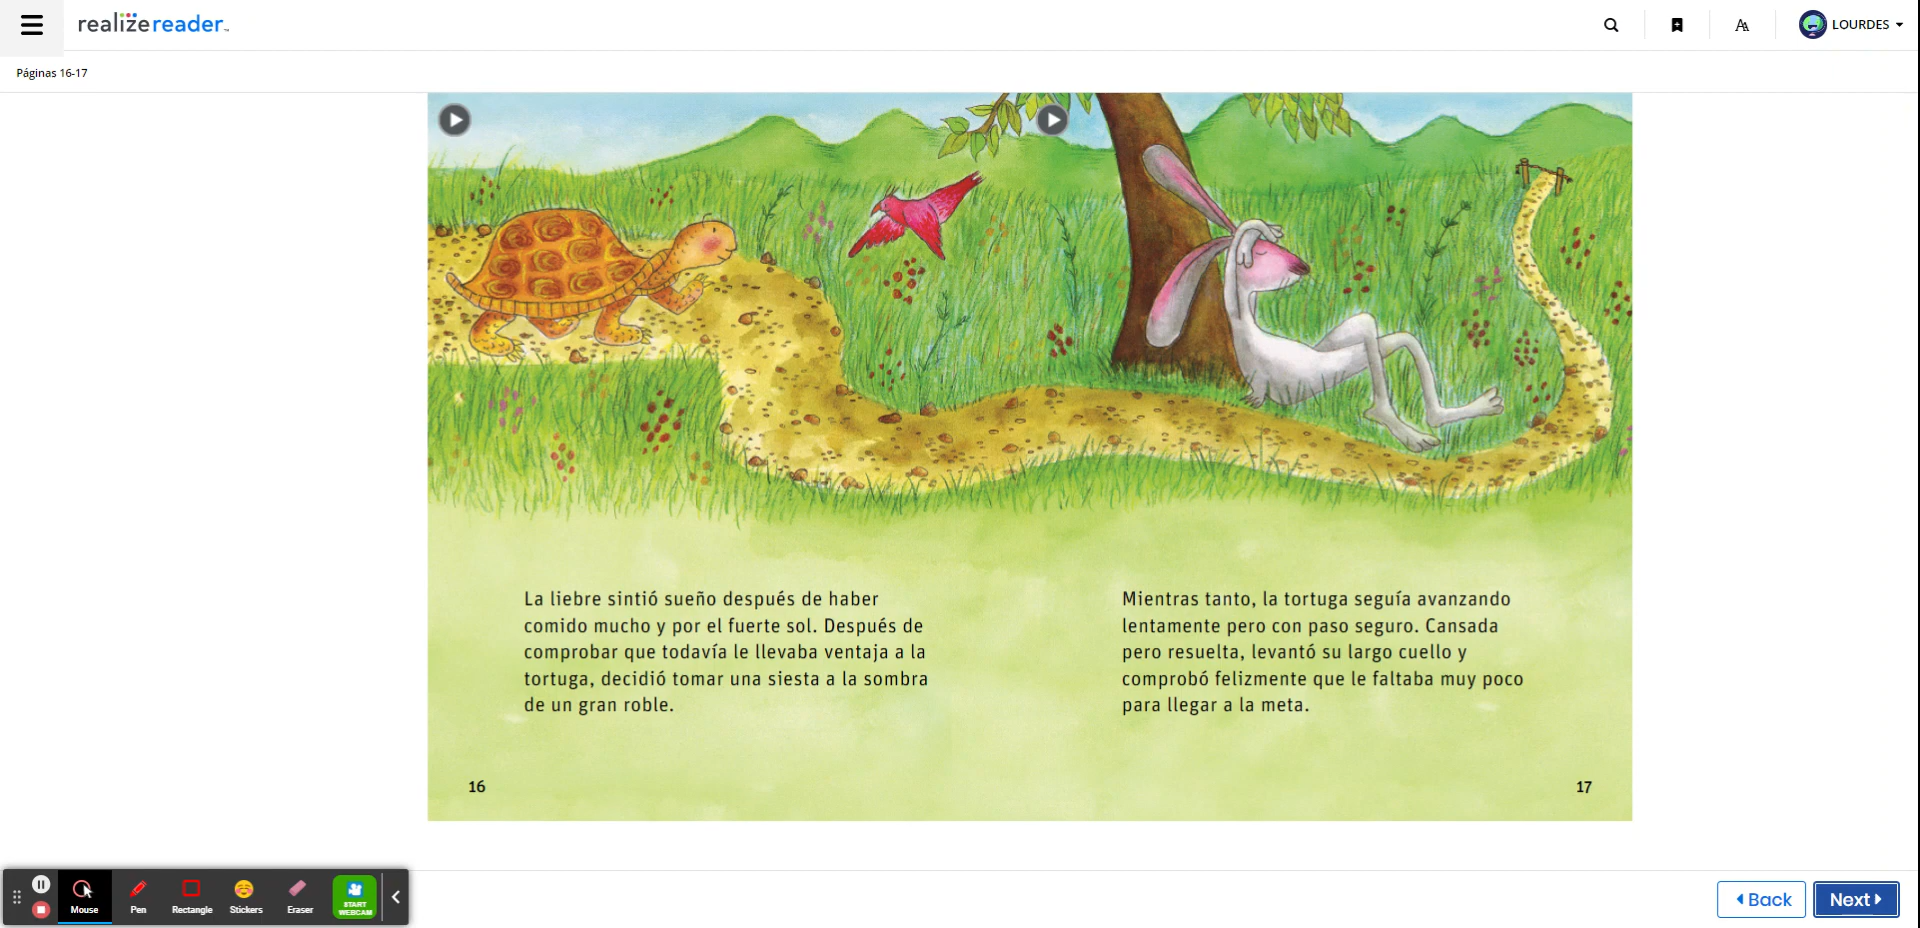 realizereader
LOURDES
Páginas 16-17
La liebre sintió sueño después de haber
comido mucho y por el fuerte sol. Después de
comprobar que todavía le llevaba ventaja a la
tortuga, decidió tomar una siesta a la sombra
de un gran roble.
16
Mientras tanto, la tortuga seguía avanzando
lentamente pero con paso seguro. Cansada
pero resuelta, levantó su largo cuello y
comprobó felizmente que le faltaba muy poco
para llegar a la meta.
17
Mouse
Pen
Rectangle
Stickers
Eraser
START
WEBCAM
Back
Next